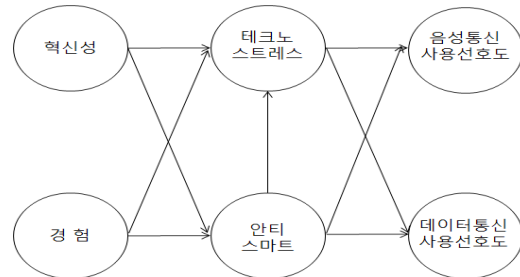 혁신성
테크노
스트레스
음성통신
사용선호도
경 험
안티
스마트
데이터통신
사용선호도